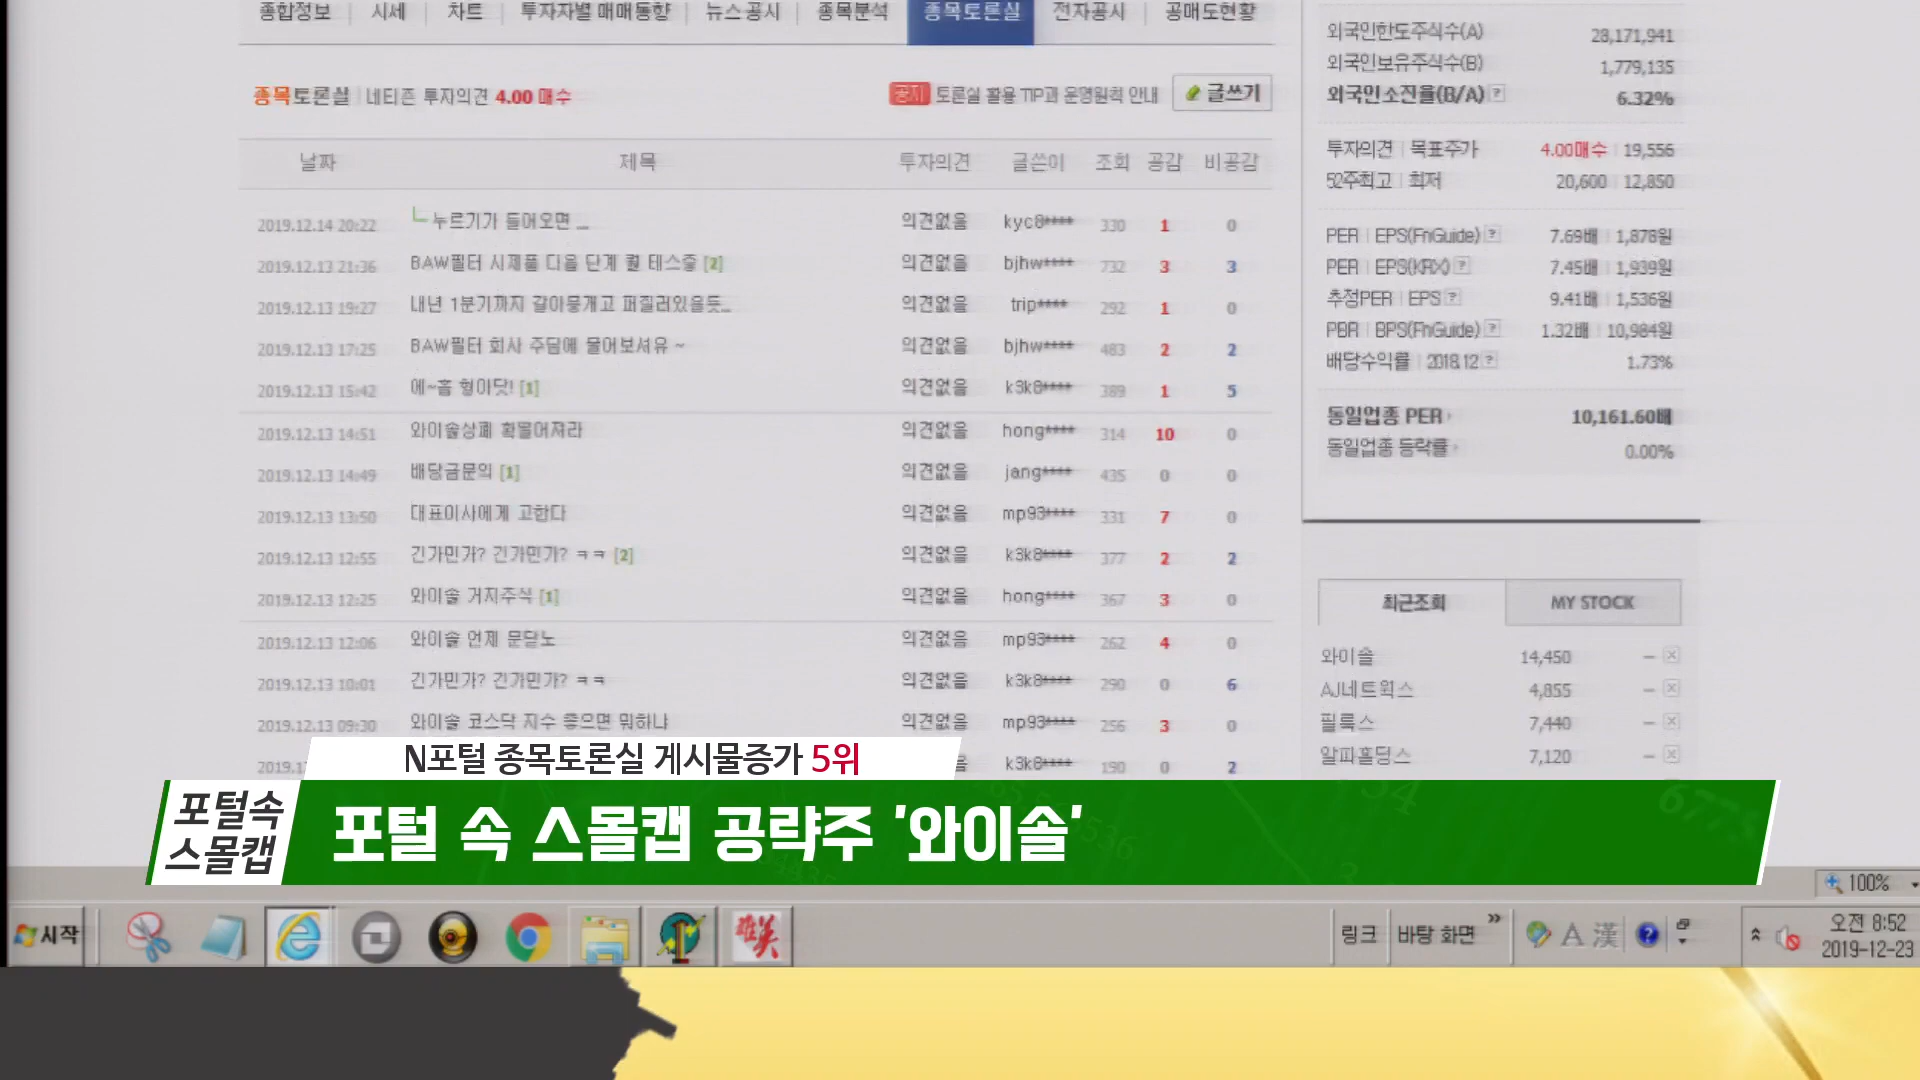 종합정보 시세 차트 투자자별 매매동향 뉴스·공시 종목분석 종목토론실 전자공시 공매도현황
종목토론실 네티즌 투자의견 4.00 매수 공지 토론실 활용 TIP과 운영원칙 안내 글쓰기
날짜 제목 투자의견 글쓴이 조회 공감 비공감
2019.12.14 20:22 누르기가 들어오면 ... 의견없음 kyc8**** 330 1 0
2019.12.13 21:36 BAW필터 시제품 다음 단계 퀄 테스중 [2] 의견없음 bjhw**** 732 3 3
2019.12.13 19:27 내년 1분기까지 갈아뭉개고 퍼질러있을듯... 의견없음 trip**** 292 1 0
2019.12.13 17:25 BAW필터 회사 주담에 물어보셔유 ~ 의견없음 bjhw**** 483 2 2
2019.12.13 15:42 에~흠 형아닷! [1] 의견없음 k3k8**** 389 1 5
2019.12.13 14:51 와이솔상폐 확떨어져라 의견없음 hong**** 314 10 0
2019.12.13 14:49 배당금문의 [1] 의견없음 jang**** 435 0 0
2019.12.13 13:50 대표이사에게 고합다 의견없음 mp93**** 331 7 0
2019.12.13 12:55 긴가민가? 긴가민가? ㅋㅋ [2] 의견없음 k3k8**** 377 2 2
2019.12.13 12:25 와이솔 거지주식 [1] 의견없음 hong**** 367 3 0
2019.12.13 12:06 와이솔 언제 문닫노 의견없음 mp93**** 262 4 0
2019.12.13 10:01 긴가민가? 긴가민가? ㅋㅋ 의견없음 k3k8**** 290 0 6
2019.12.13 09:30 와이솔 코스닥 지수 좋으면 뭐하냐 의견없음 mp93**** 256 3 0
2019.1 k3k8**** 190 0 2
외국인한도주식수(A) 28,171,941
외국인보유주식수(B) 1,779,135
외국인소진율(B/A) ? 6.32%
투자의견 | 목표주가 4.00매수 | 19,556
52주최고 | 최저 20,600 | 12,850
PER | EPS(FnGuide) ? 7.69배 | 1,878원
PER | EPS(KRX) ? 7.45배 | 1,939원
추정PER | EPS ? 9.41배 | 1,536원
PBR | BPS(FnGuide) ? 1.32배 | 10,984원
배당수익률 | 2018.12 ? 1.73%
동일업종 PER 10,161.60배
동일업종 등락률 0.00%
최근조회 MY STOCK
와이솔 14,450
AJ네트웍스 4,855
필룩스 7,440
알파홀딩스 7,120
N포털 종목토론실 게시물증가 5위
포털속
스몰캡
포털 속 스몰캡 공략주 '와이솔'
100%
시작 링크 바탕 화면 A 漢 오전 8:52
2019-12-23